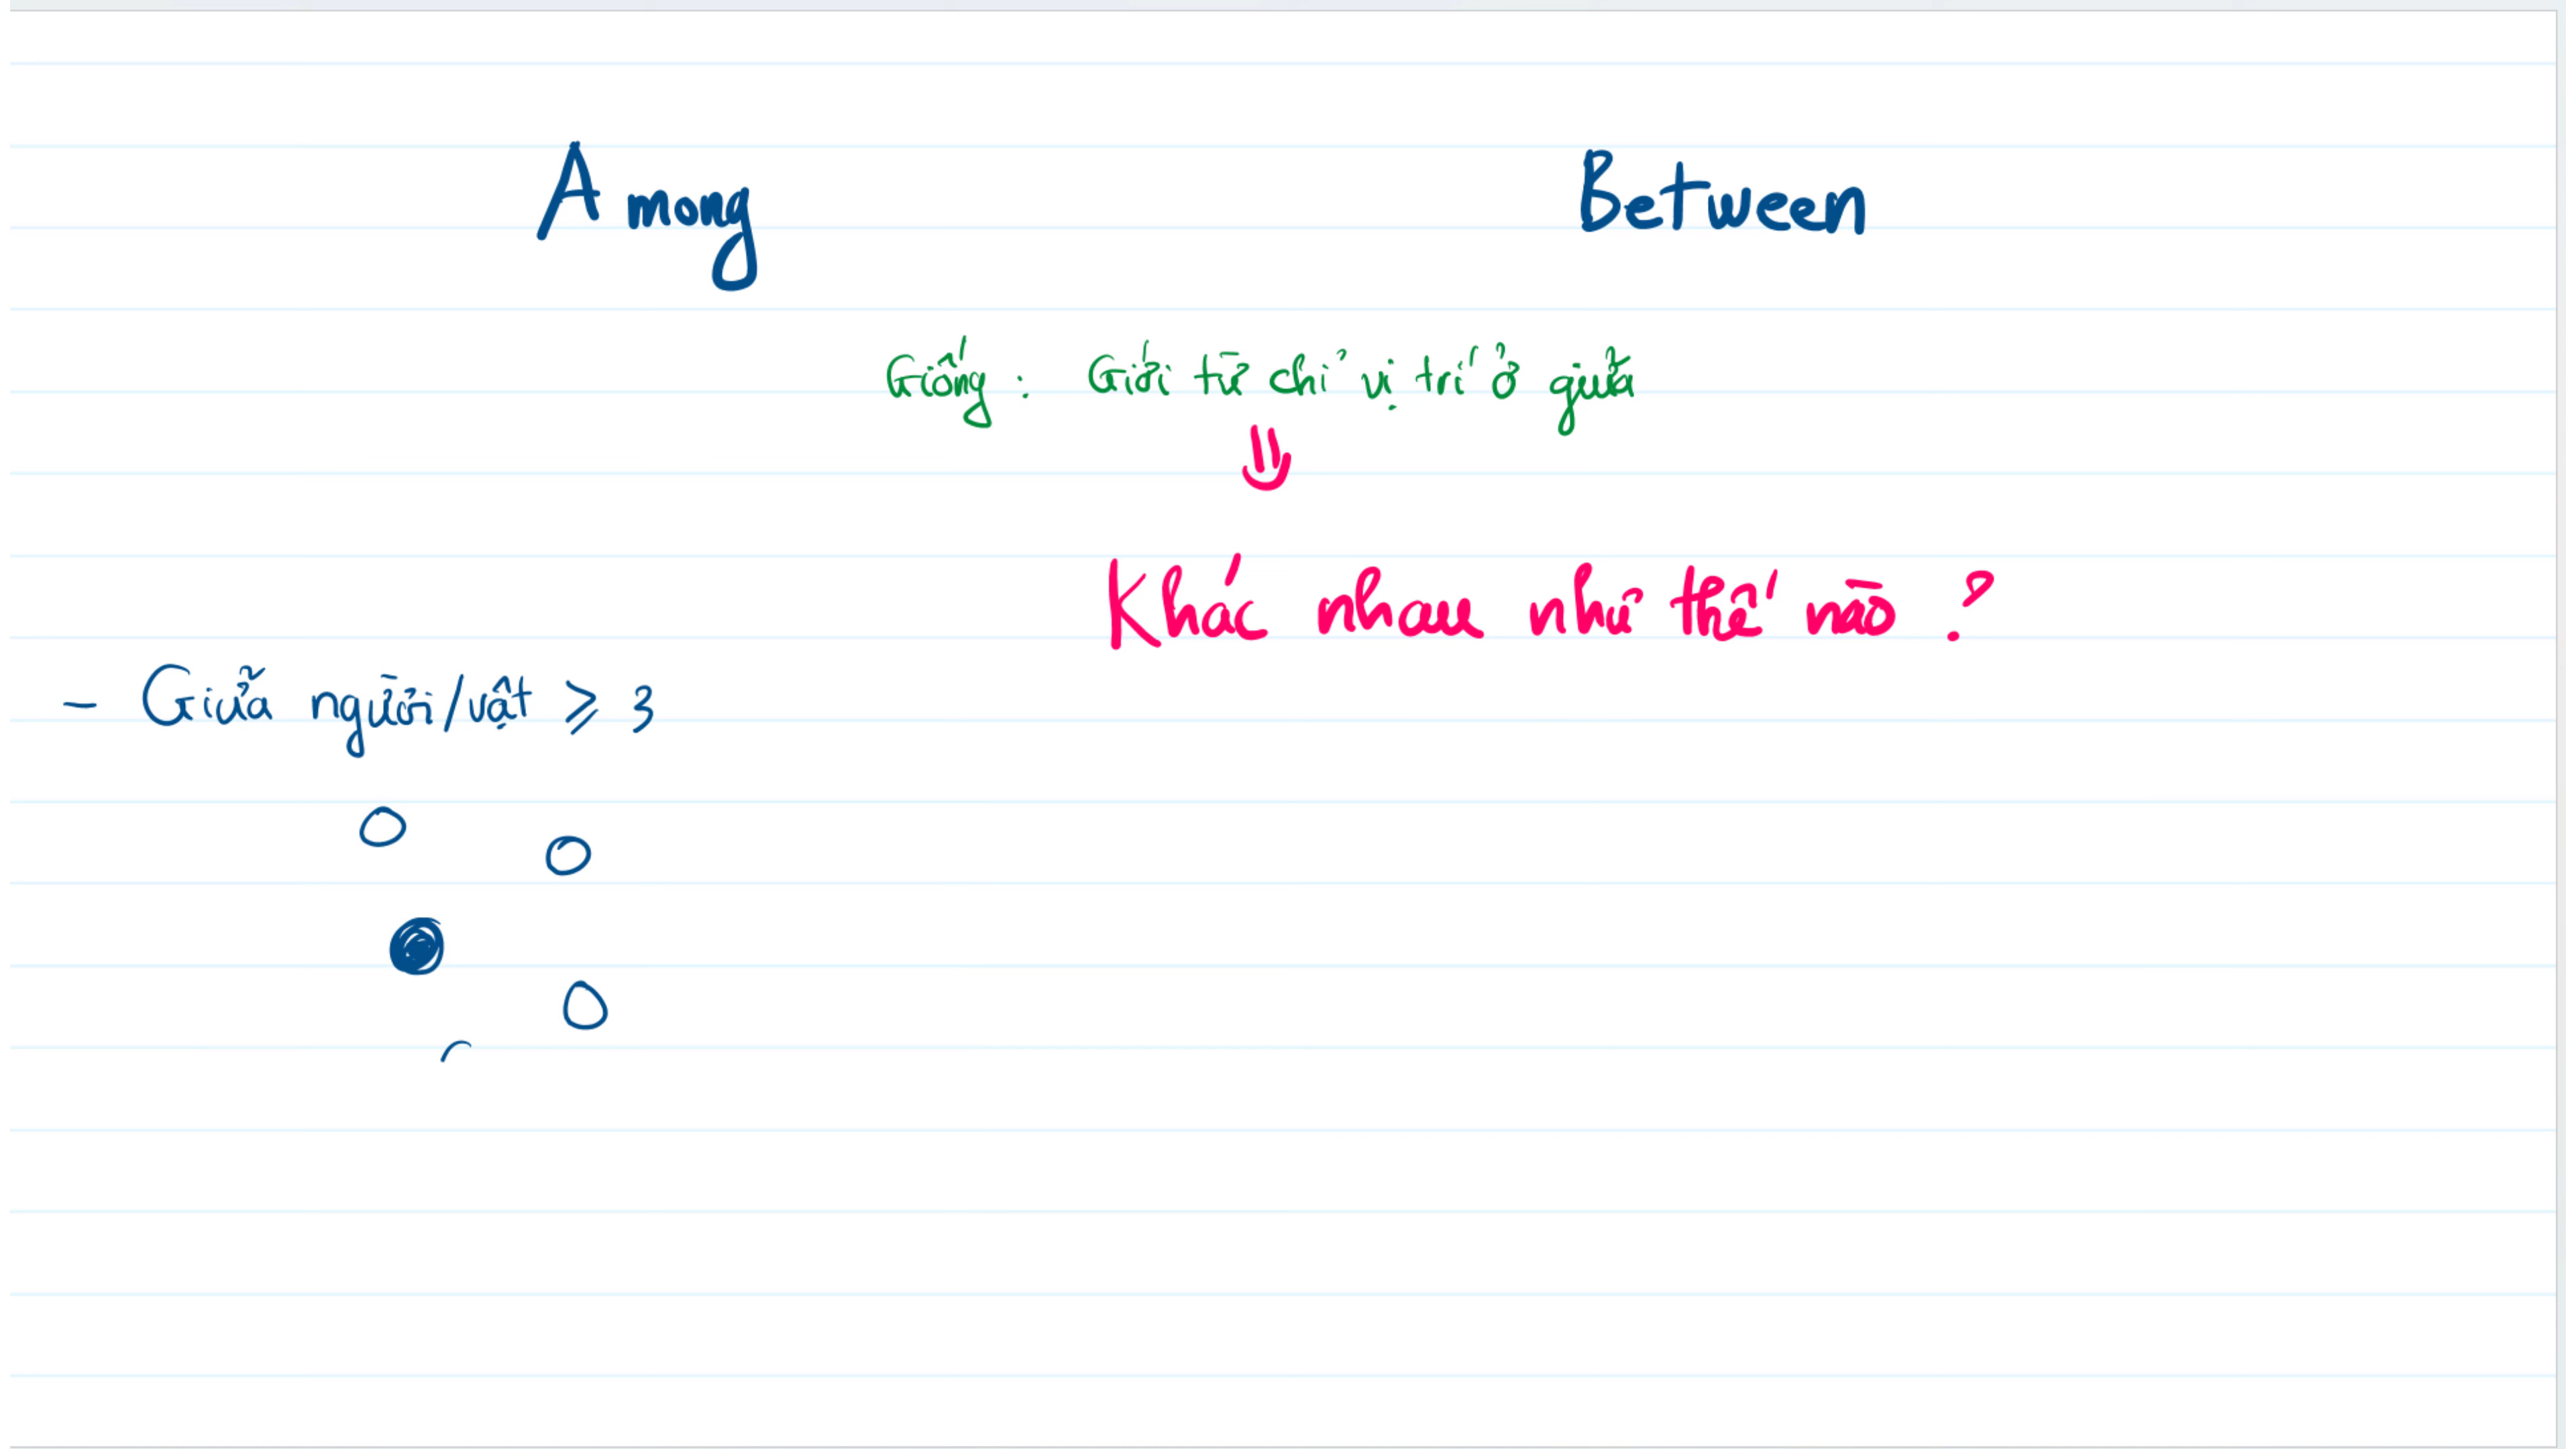 Among Between
Giống: Giới từ chỉ vị trí ở giữa
Khác nhau như thế nào?
- Giữa người/vật ≥ 3